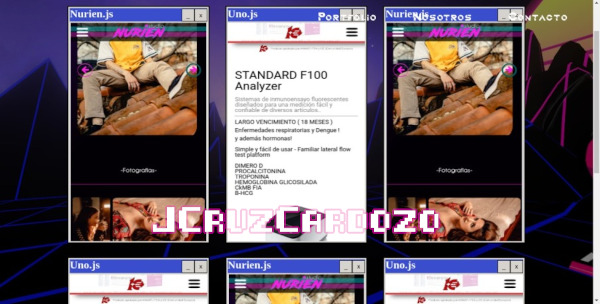 Nurien.js
Uno.js
Nurien.js
Portfolio Nosotros Contacto
NURIEN
NURIEN
STANDARD F100
Analyzer
Sistemas de inmunoensayo fluorescentes
diseñados para una medición fácil y
confiable de diversos artículos..
LARGO VENCIMIENTO ( 18 MESES )
Enfermedades respiratorias y Dengue !
y además hormonas!
Simple y fácil de usar - Familiar lateral flow
test platform
DIMERO D
PROCALCITONINA
TROPONINA
HEMOGLOBINA GLICOSILADA
CkMB FIA
B-HCG
-Fotografías-
-Fotografías-
JCruzCardozo
Uno.js
Nurien.js
Uno.js
NURIEN